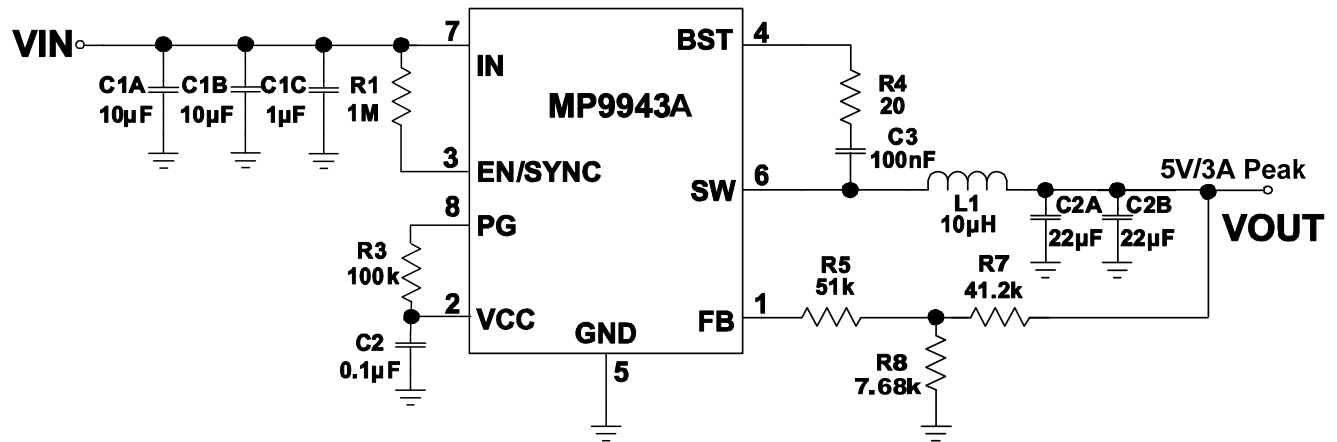 7
BST
4
VIN
IN
C1A
10µF
C1B
10µF
C1C
1µF
R1
1M
MP9943A
R4
20
C3
100nF
3
EN/SYNC
SW
6
5V/3A Peak
8
PG
L1
10µH
C2A
22µF
C2B
22µF
VOUT
R3
100k
R5
51k
R7
41.2k
2
VCC
GND
FB
1
C2
0.1µF
5
R8
7.68k